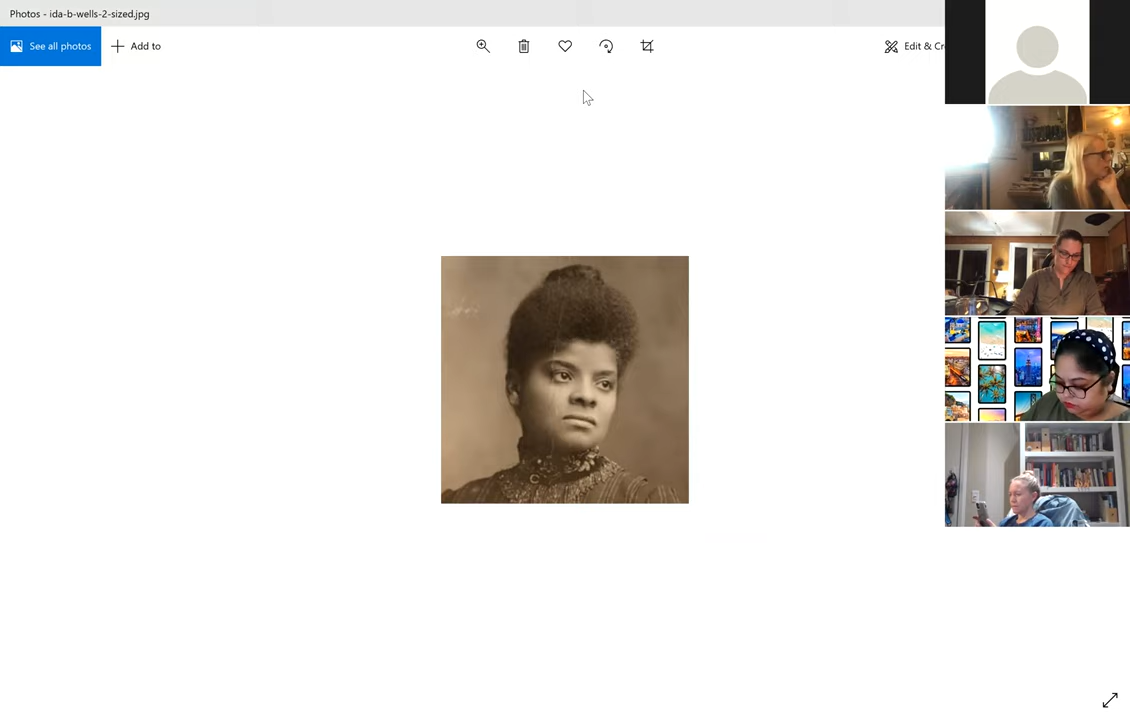 Photos - ida-b-wells-2-sized.jpg
See all photos
Add to
Edit & Cr